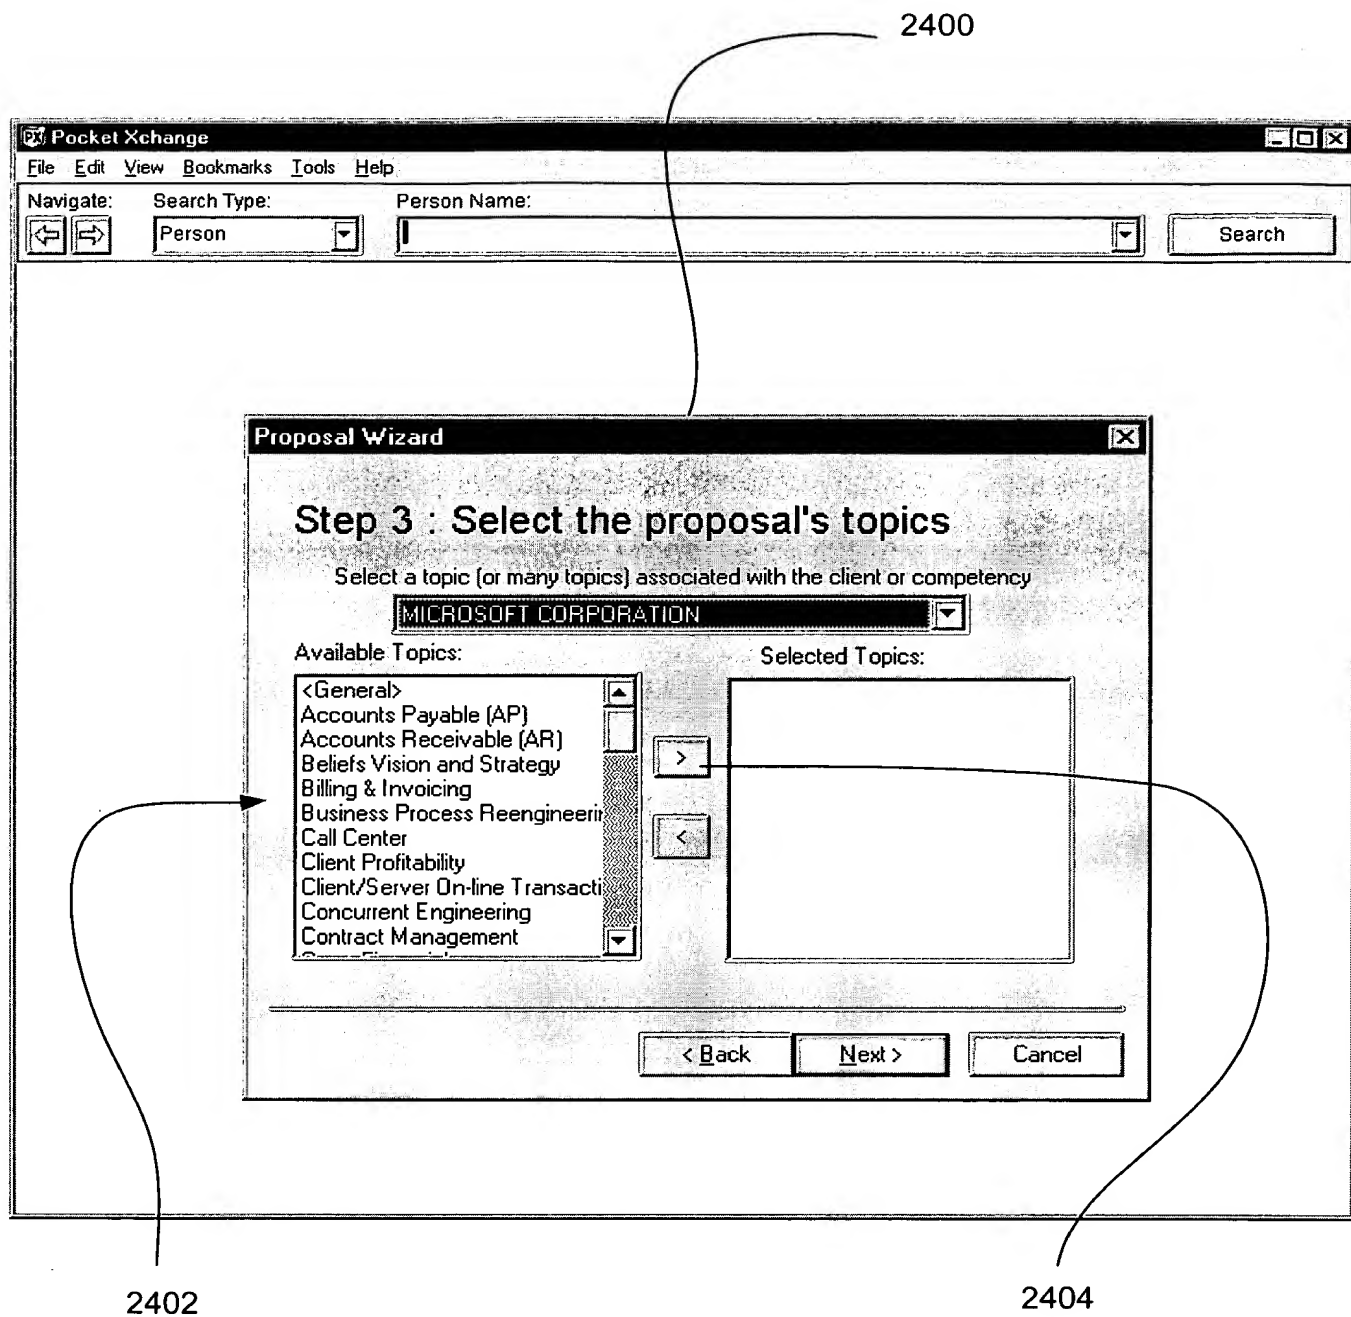 2400
Pocket Xchange
File Edit View Bookmarks Tools Help
Navigate: Search Type: Person Name:
Person Search
Proposal Wizard
Step 3 : Select the proposal's topics
Select a topic (or many topics) associated with the client or competency
MICROSOFT CORPORATION
Available Topics: Selected Topics:
<General>
Accounts Payable (AP)
Accounts Receivable (AR)
Beliefs Vision and Strategy
>
Billing & Invoicing
Business Process Reengineerin
Call Center
<
Client Profitability
Client/Server On-line Transacti
Concurrent Engineering
Contract Management
< Back Next > Cancel
2402 2404